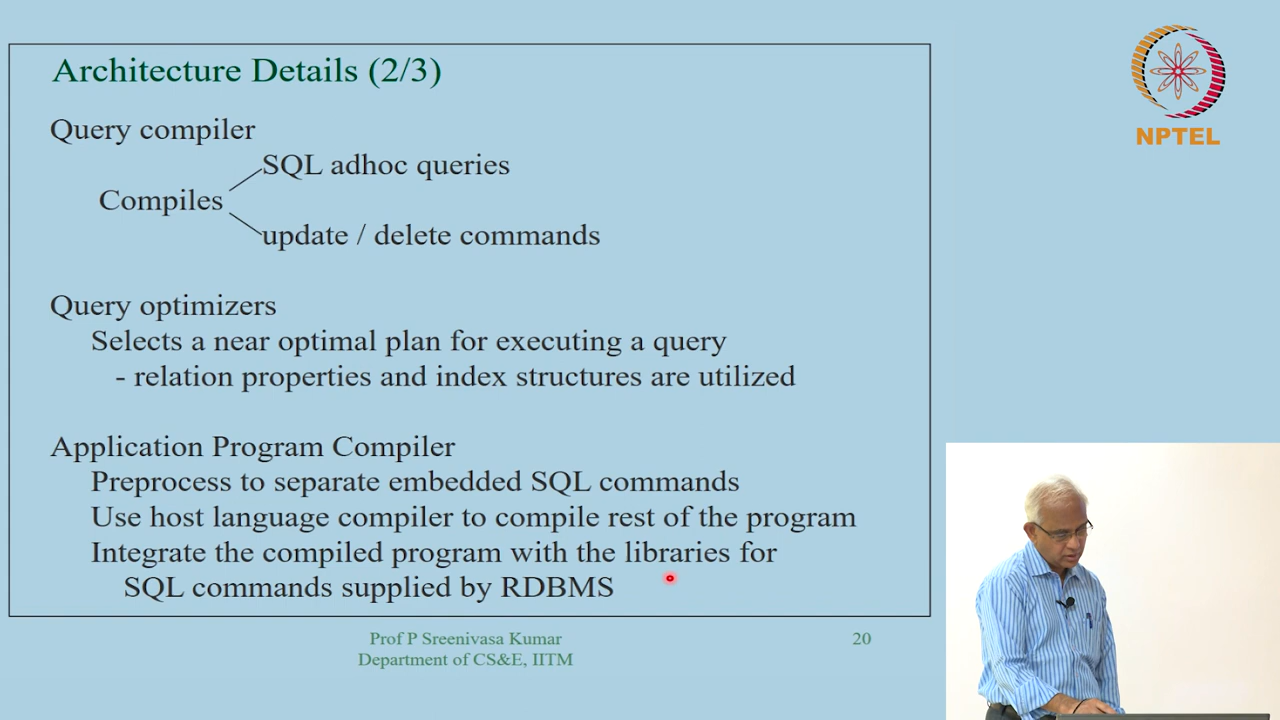 Architecture Details (2/3)
NPTEL
Query compiler
SQL adhoc queries
Compiles
update / delete commands
Query optimizers
Selects a near optimal plan for executing a query
- relation properties and index structures are utilized
Application Program Compiler
Preprocess to separate embedded SQL commands
Use host language compiler to compile rest of the program
Integrate the compiled program with the libraries for
SQL commands supplied by RDBMS
Prof P Sreenivasa Kumar
Department of CS&E, IITM
20